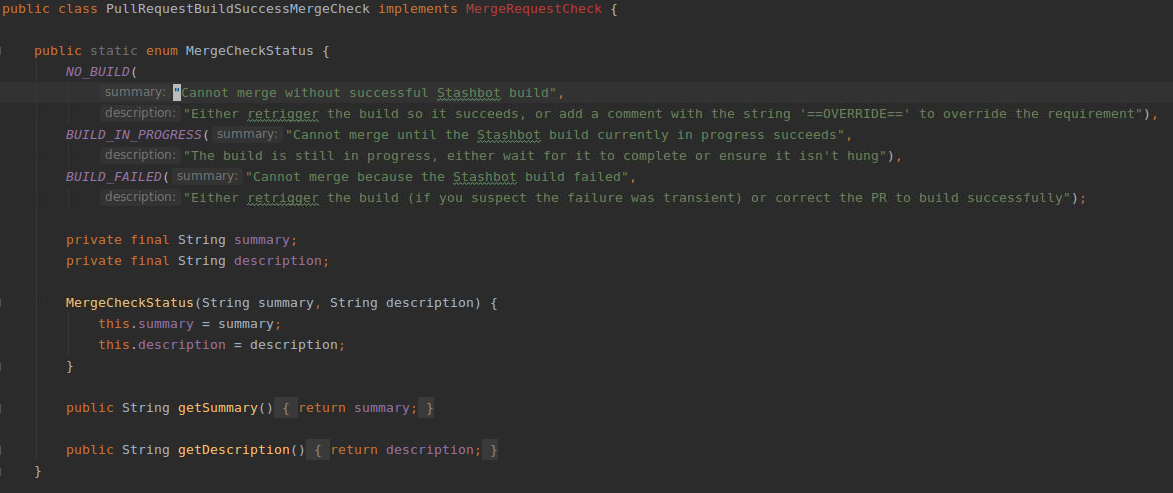 public class PullRequestBuildSuccessMergeCheck implements MergeRequestCheck {
public static enum MergeCheckStatus {
NO_BUILD(
summary: "Cannot merge without successful Stashbot build",
description: "Either retrigger the build so it succeeds, or add a comment with the string '==OVERRIDE==' to override the requirement"),
BUILD_IN_PROGRESS( summary: "Cannot merge until the Stashbot build currently in progress succeeds",
description: "The build is still in progress, either wait for it to complete or ensure it isn't hung"),
BUILD_FAILED( summary: "Cannot merge because the Stashbot build failed",
description: "Either retrigger the build (if you suspect the failure was transient) or correct the PR to build successfully");
private final String summary;
private final String description;
MergeCheckStatus(String summary, String description) {
this.summary = summary;
this.description = description;
}
public String getSummary() { return summary; }
public String getDescription() { return description; }
}